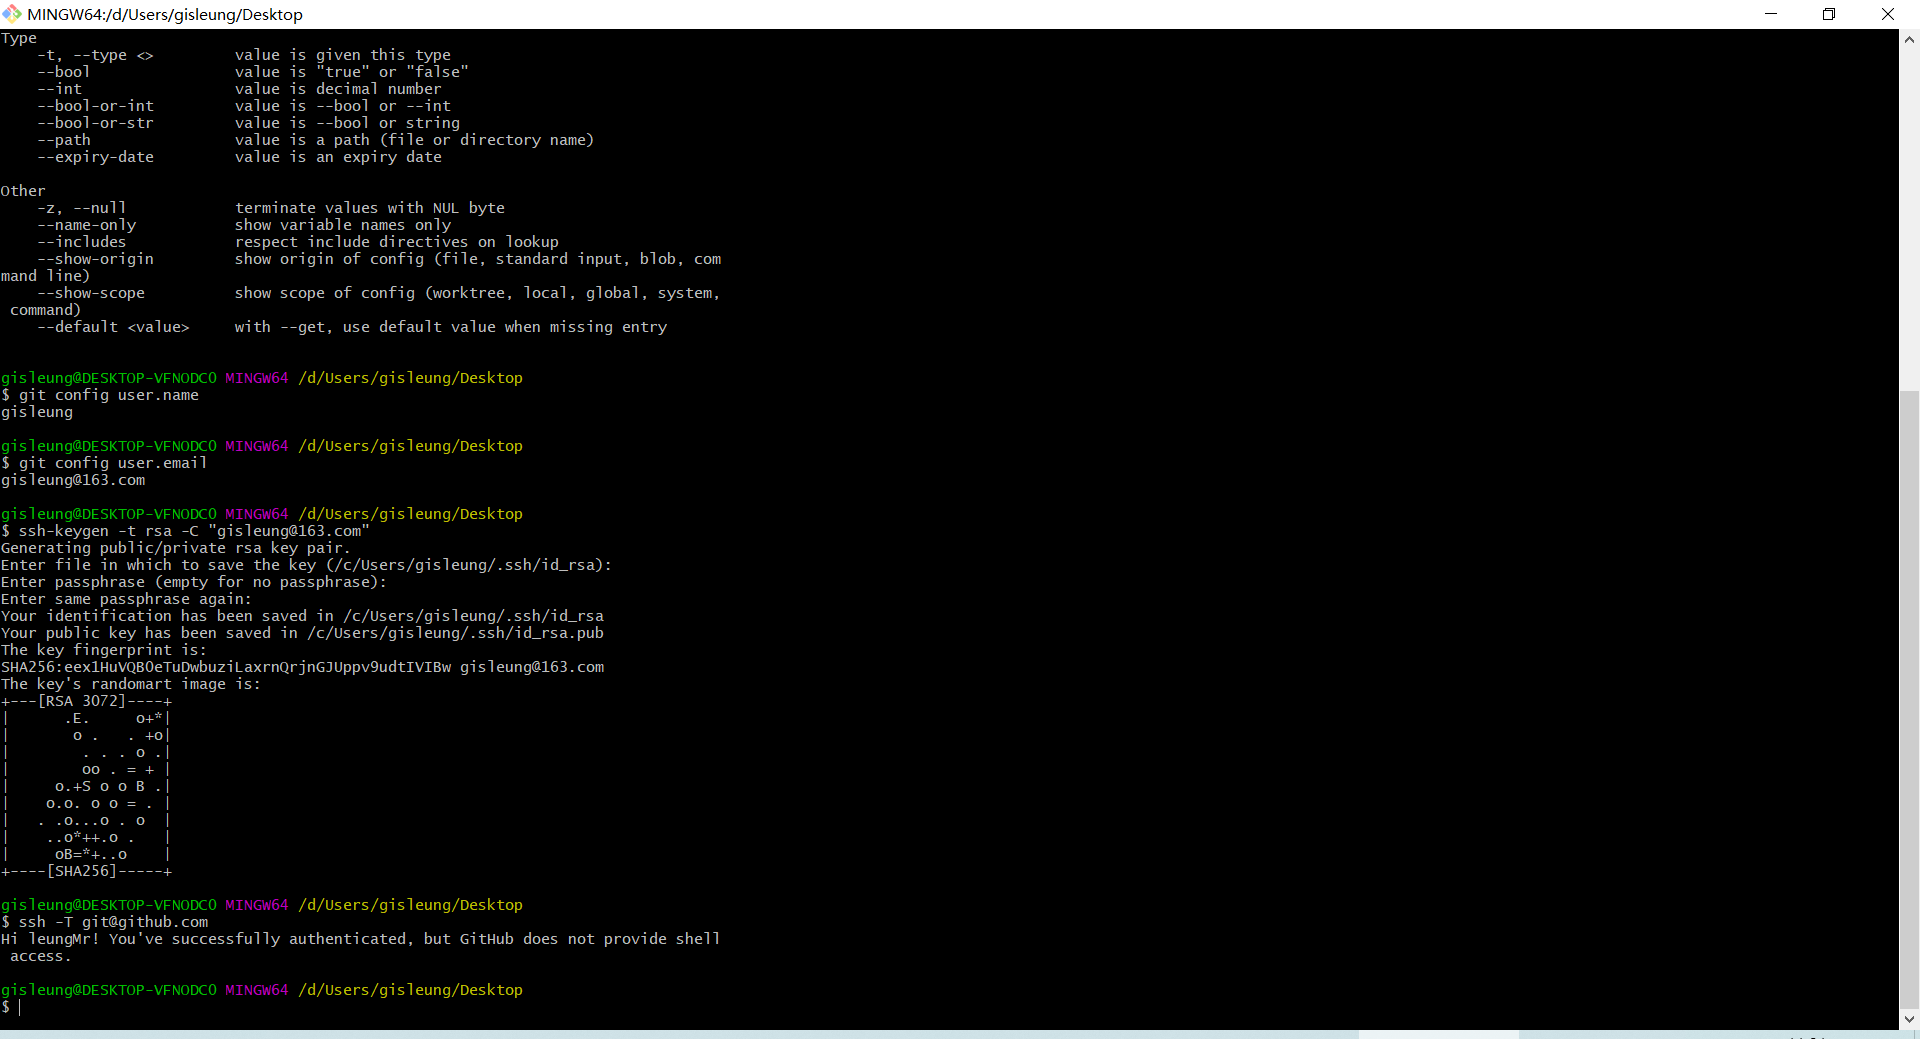 MINGW64:/d/Users/gisleung/Desktop
Type
    -t, --type <>         value is given this type
    --bool                value is "true" or "false"
    --int                 value is decimal number
    --bool-or-int         value is --bool or --int
    --bool-or-str         value is --bool or string
    --path                value is a path (file or directory name)
    --expiry-date         value is an expiry date

Other
    -z, --null            terminate values with NUL byte
    --name-only           show variable names only
    --includes            respect include directives on lookup
    --show-origin         show origin of config (file, standard input, blob, com
mand line)
    --show-scope          show scope of config (worktree, local, global, system,
 command)
    --default <value>     with --get, use default value when missing entry


gisleung@DESKTOP-VFNODCO MINGW64 /d/Users/gisleung/Desktop
$ git config user.name
gisleung

gisleung@DESKTOP-VFNODCO MINGW64 /d/Users/gisleung/Desktop
$ git config user.email
gisleung@163.com

gisleung@DESKTOP-VFNODCO MINGW64 /d/Users/gisleung/Desktop
$ ssh-keygen -t rsa -C "gisleung@163.com"
Generating public/private rsa key pair.
Enter file in which to save the key (/c/Users/gisleung/.ssh/id_rsa):
Enter passphrase (empty for no passphrase):
Enter same passphrase again:
Your identification has been saved in /c/Users/gisleung/.ssh/id_rsa
Your public key has been saved in /c/Users/gisleung/.ssh/id_rsa.pub
The key fingerprint is:
SHA256:eex1HuVQBOeTuDwbuziLaxrnQrjnGJUppv9udtIVIBw gisleung@163.com
The key's randomart image is:
+---[RSA 3072]----+
|      .E.     o+*|
|       o .   . +o|
|        . . . o .|
|        oo . = + |
|     o.+S o o B .|
|    o.o. o o = . |
|   . .o...o . o  |
|    ..o*++.o .   |
|     oB=*+..o    |
+----[SHA256]-----+

gisleung@DESKTOP-VFNODCO MINGW64 /d/Users/gisleung/Desktop
$ ssh -T git@github.com
Hi leungMr! You've successfully authenticated, but GitHub does not provide shell
 access.

gisleung@DESKTOP-VFNODCO MINGW64 /d/Users/gisleung/Desktop
$